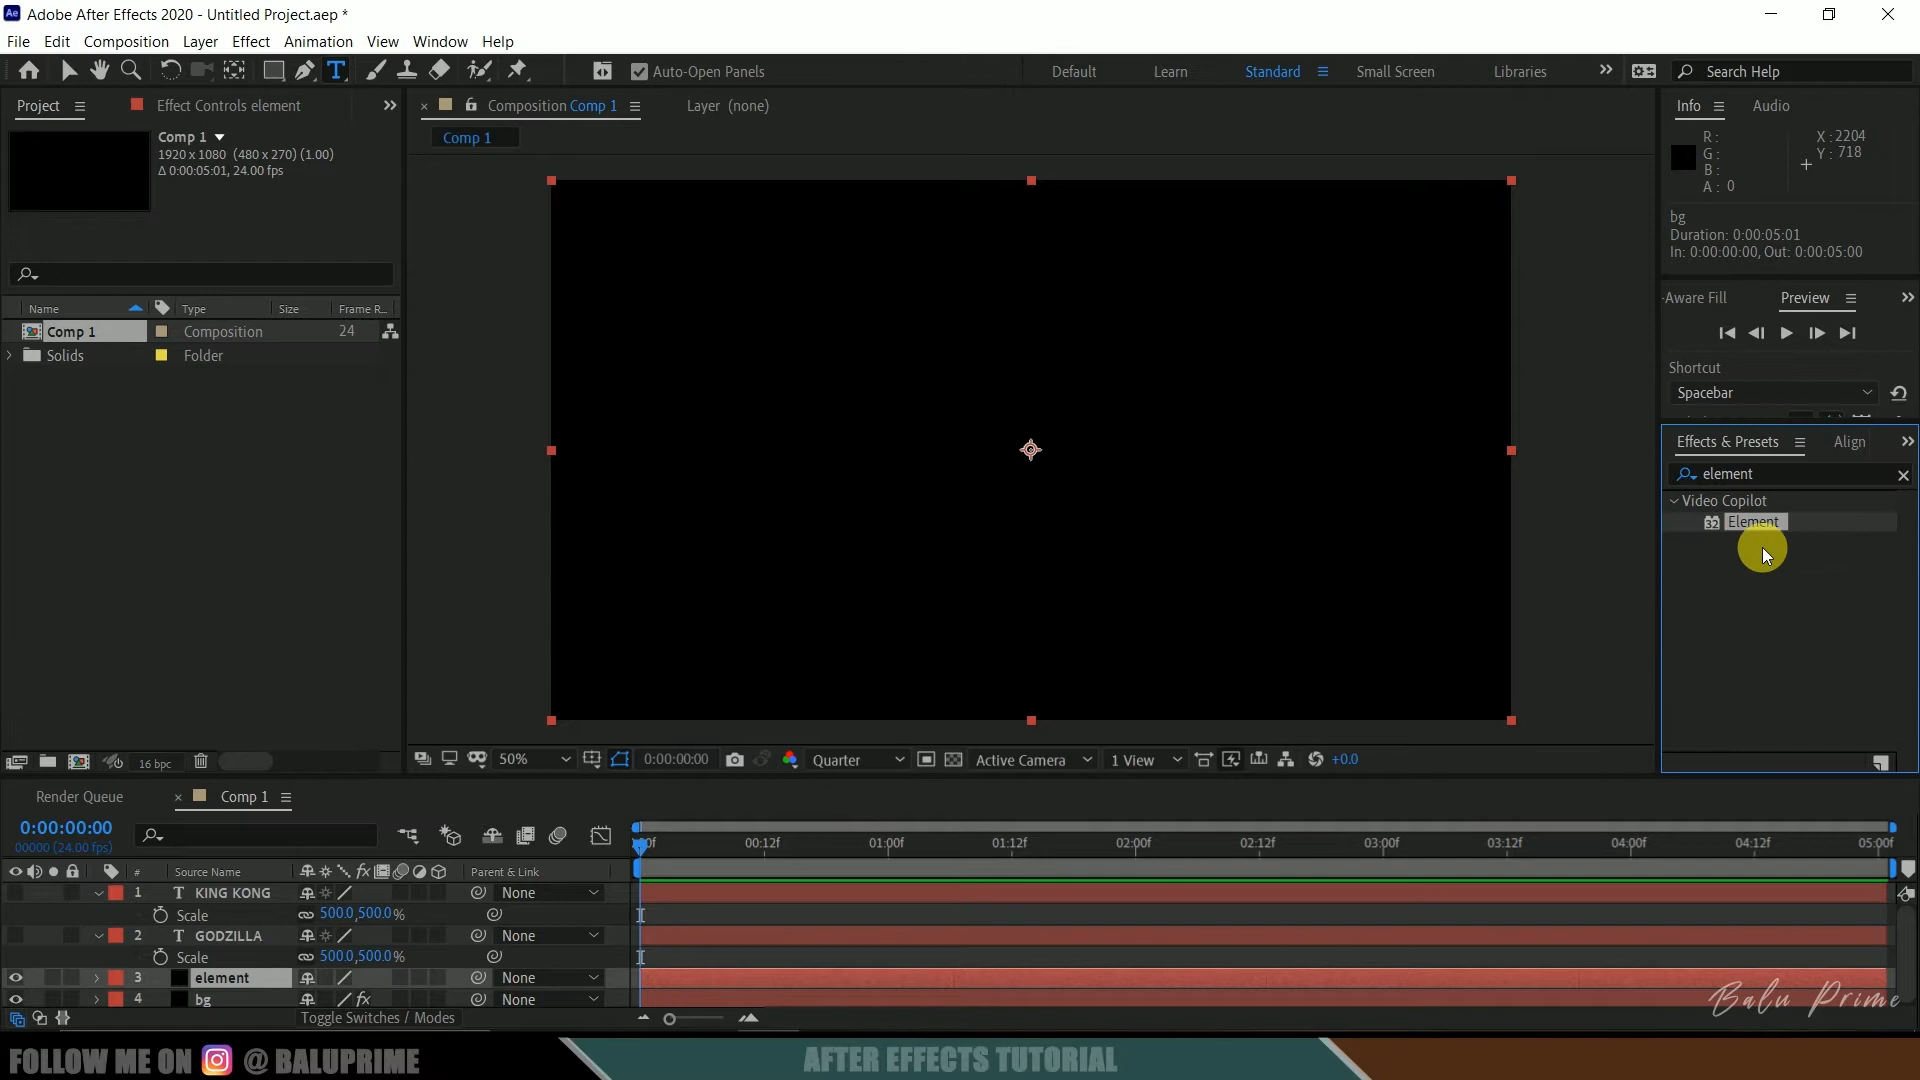 Ae Adobe After Effects 2020 - Untitled Project.aep *
File Edit Composition Layer Effect Animation View Window Help
Auto-Open Panels Default Learn Standard Small Screen Libraries Search Help
Project Effect Controls element Composition Comp 1 Layer (none) Info Audio
Comp 1
1920 x 1080 (480 x 270) (1.00)
Δ 0:00:05:01, 24.00 fps
Comp 1
R:
G:
B:
A: 0
X: 2204
Y: 718
bg
Duration: 0:00:05:01
In: 0:00:00:00, Out: 0:00:05:00
-Aware Fill Preview
Name Type Size Frame R...
Comp 1 Composition 24
Solids Folder
Shortcut
Spacebar
Effects & Presets Align
element
Video Copilot
32 Element
16 bpc
50% 0:00:00:00 Quarter Active Camera 1 View +0.0
Render Queue Comp 1
0:00:00:00
00000 (24.00 fps)
00:12f 01:00f 01:12f 02:00f 02:12f 03:00f 03:12f 04:00f 04:12f 05:00f
# Source Name fx Parent & Link
1 T KING KONG None
Scale 500.0,500.0%
2 T GODZILLA None
Scale 500.0,500.0%
3 element None
4 bg fx None
Toggle Switches / Modes
Balu Prime
FOLLOW ME ON @ BALUPRIME
AFTER EFFECTS TUTORIAL